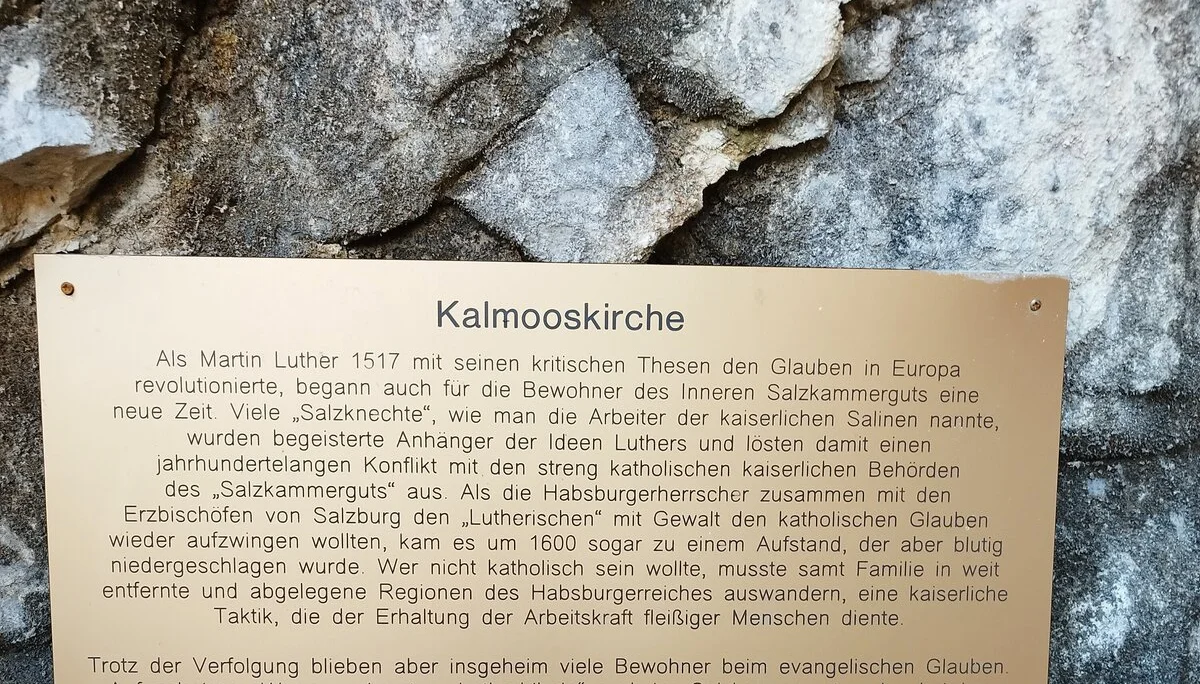 Kalmooskirche
Als Martin Luther 1517 mit seinen kritischen Thesen den Glauben in Europa
revolutionierte, begann auch für die Bewohner des Inneren Salzkammerguts eine
neue Zeit. Viele „Salzknechte“, wie man die Arbeiter der kaiserlichen Salinen nannte,
wurden begeisterte Anhänger der Ideen Luthers und lösten damit einen
jahrhundertelangen Konflikt mit den streng katholischen kaiserlichen Behörden
des „Salzkammerguts“ aus. Als die Habsburgerherrscher zusammen mit den
Erzbischöfen von Salzburg den „Lutherischen“ mit Gewalt den katholischen Glauben
wieder aufzwingen wollten, kam es um 1600 sogar zu einem Aufstand, der aber blutig
niedergeschlagen wurde. Wer nicht katholisch sein wollte, musste samt Familie in weit
entfernte und abgelegene Regionen des Habsburgerreiches auswandern, eine kaiserliche
Taktik, die der Erhaltung der Arbeitskraft fleißiger Menschen diente.
Trotz der Verfolgung blieben aber insgeheim viele Bewohner beim evangelischen Glauben.